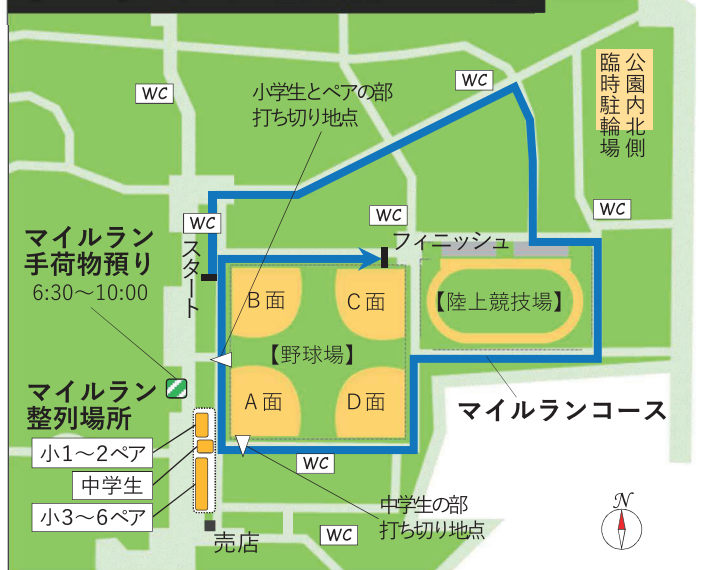 WC
WC
小学生とペアの部
打ち切り地点
公園内北側
臨時駐輪場
WC
WC
WC
マイルラン
手荷物預り
6:30～10:00
スタート
フィニッシュ
B面
C面
【陸上競技場】
【野球場】
A面
D面
マイルラン
整列場所
マイルランコース
小1～2ペア
中学生
小3～6ペア
WC
中学生の部
打ち切り地点
WC
売店
N